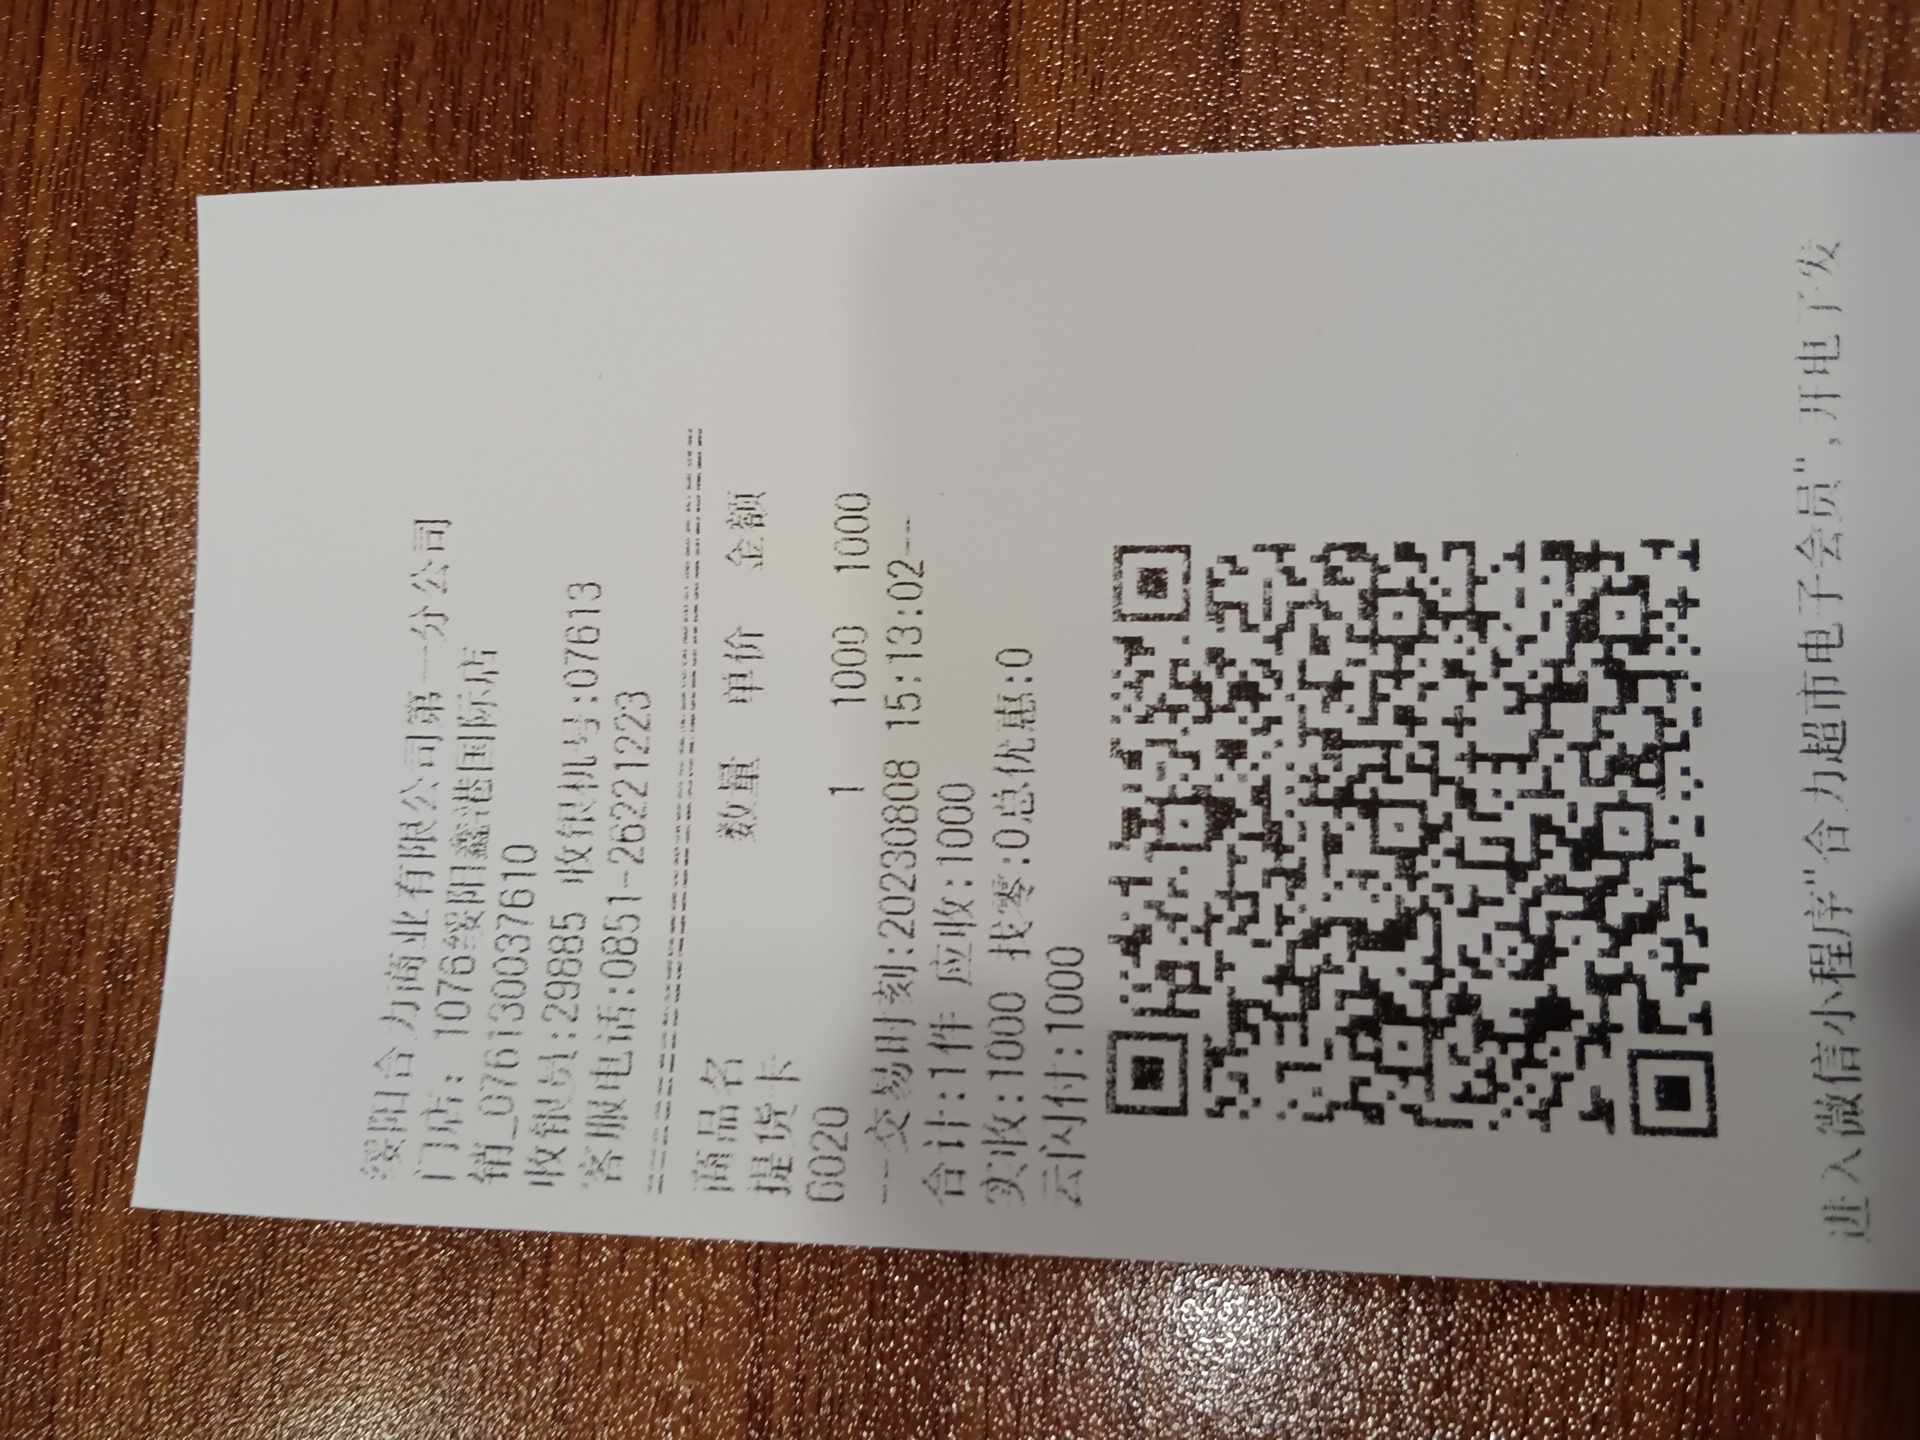 绥阳合力商业有限公司第一分公司
门店: 1076绥阳鑫港国际店
销_076130037610
收银员:29885 收银机号:07613
客服电话:0851-26221223
商品名 数量 单价 金额
提货卡
6020 1 1000 1000
---交易时刻:20230808 15:13:02---
合计:1件 应收:1000
实收:1000 找零:0总优惠:0
云闪付:1000
进入微信小程序"合力超市电子会员",开电子发